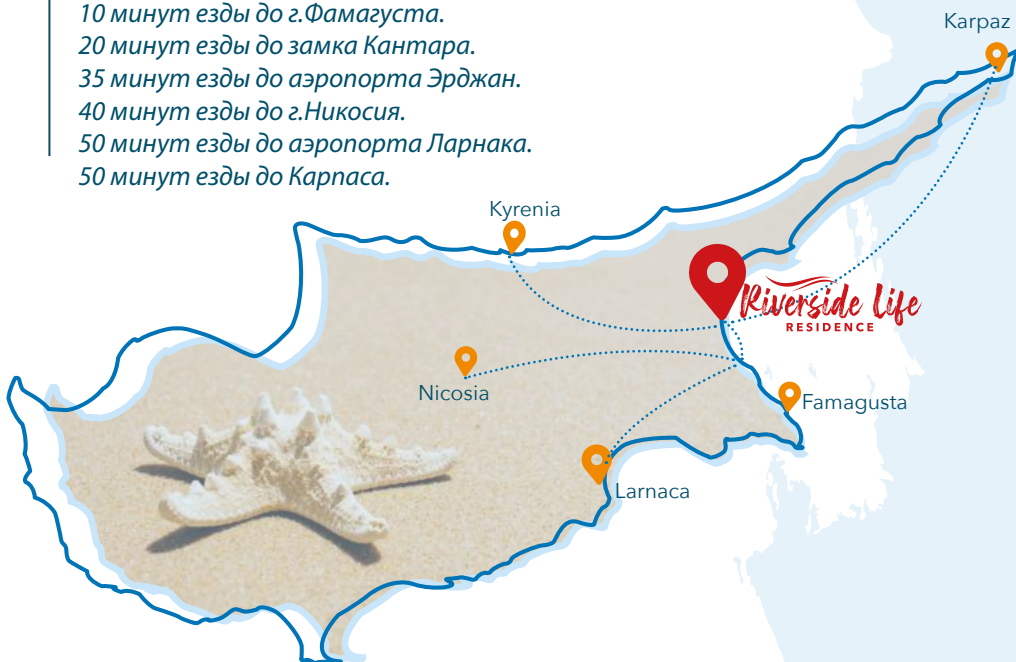 10 минут езды до г.Фамагуста.
20 минут езды до замка Кантара.
35 минут езды до аэропорта Эрджан.
40 минут езды до г.Никосия.
50 минут езды до аэропорта Ларнака.
50 минут езды до Карпаса.
Karpaz
Kyrenia
Riverside Life
RESIDENCE
Nicosia
Famagusta
Larnaca